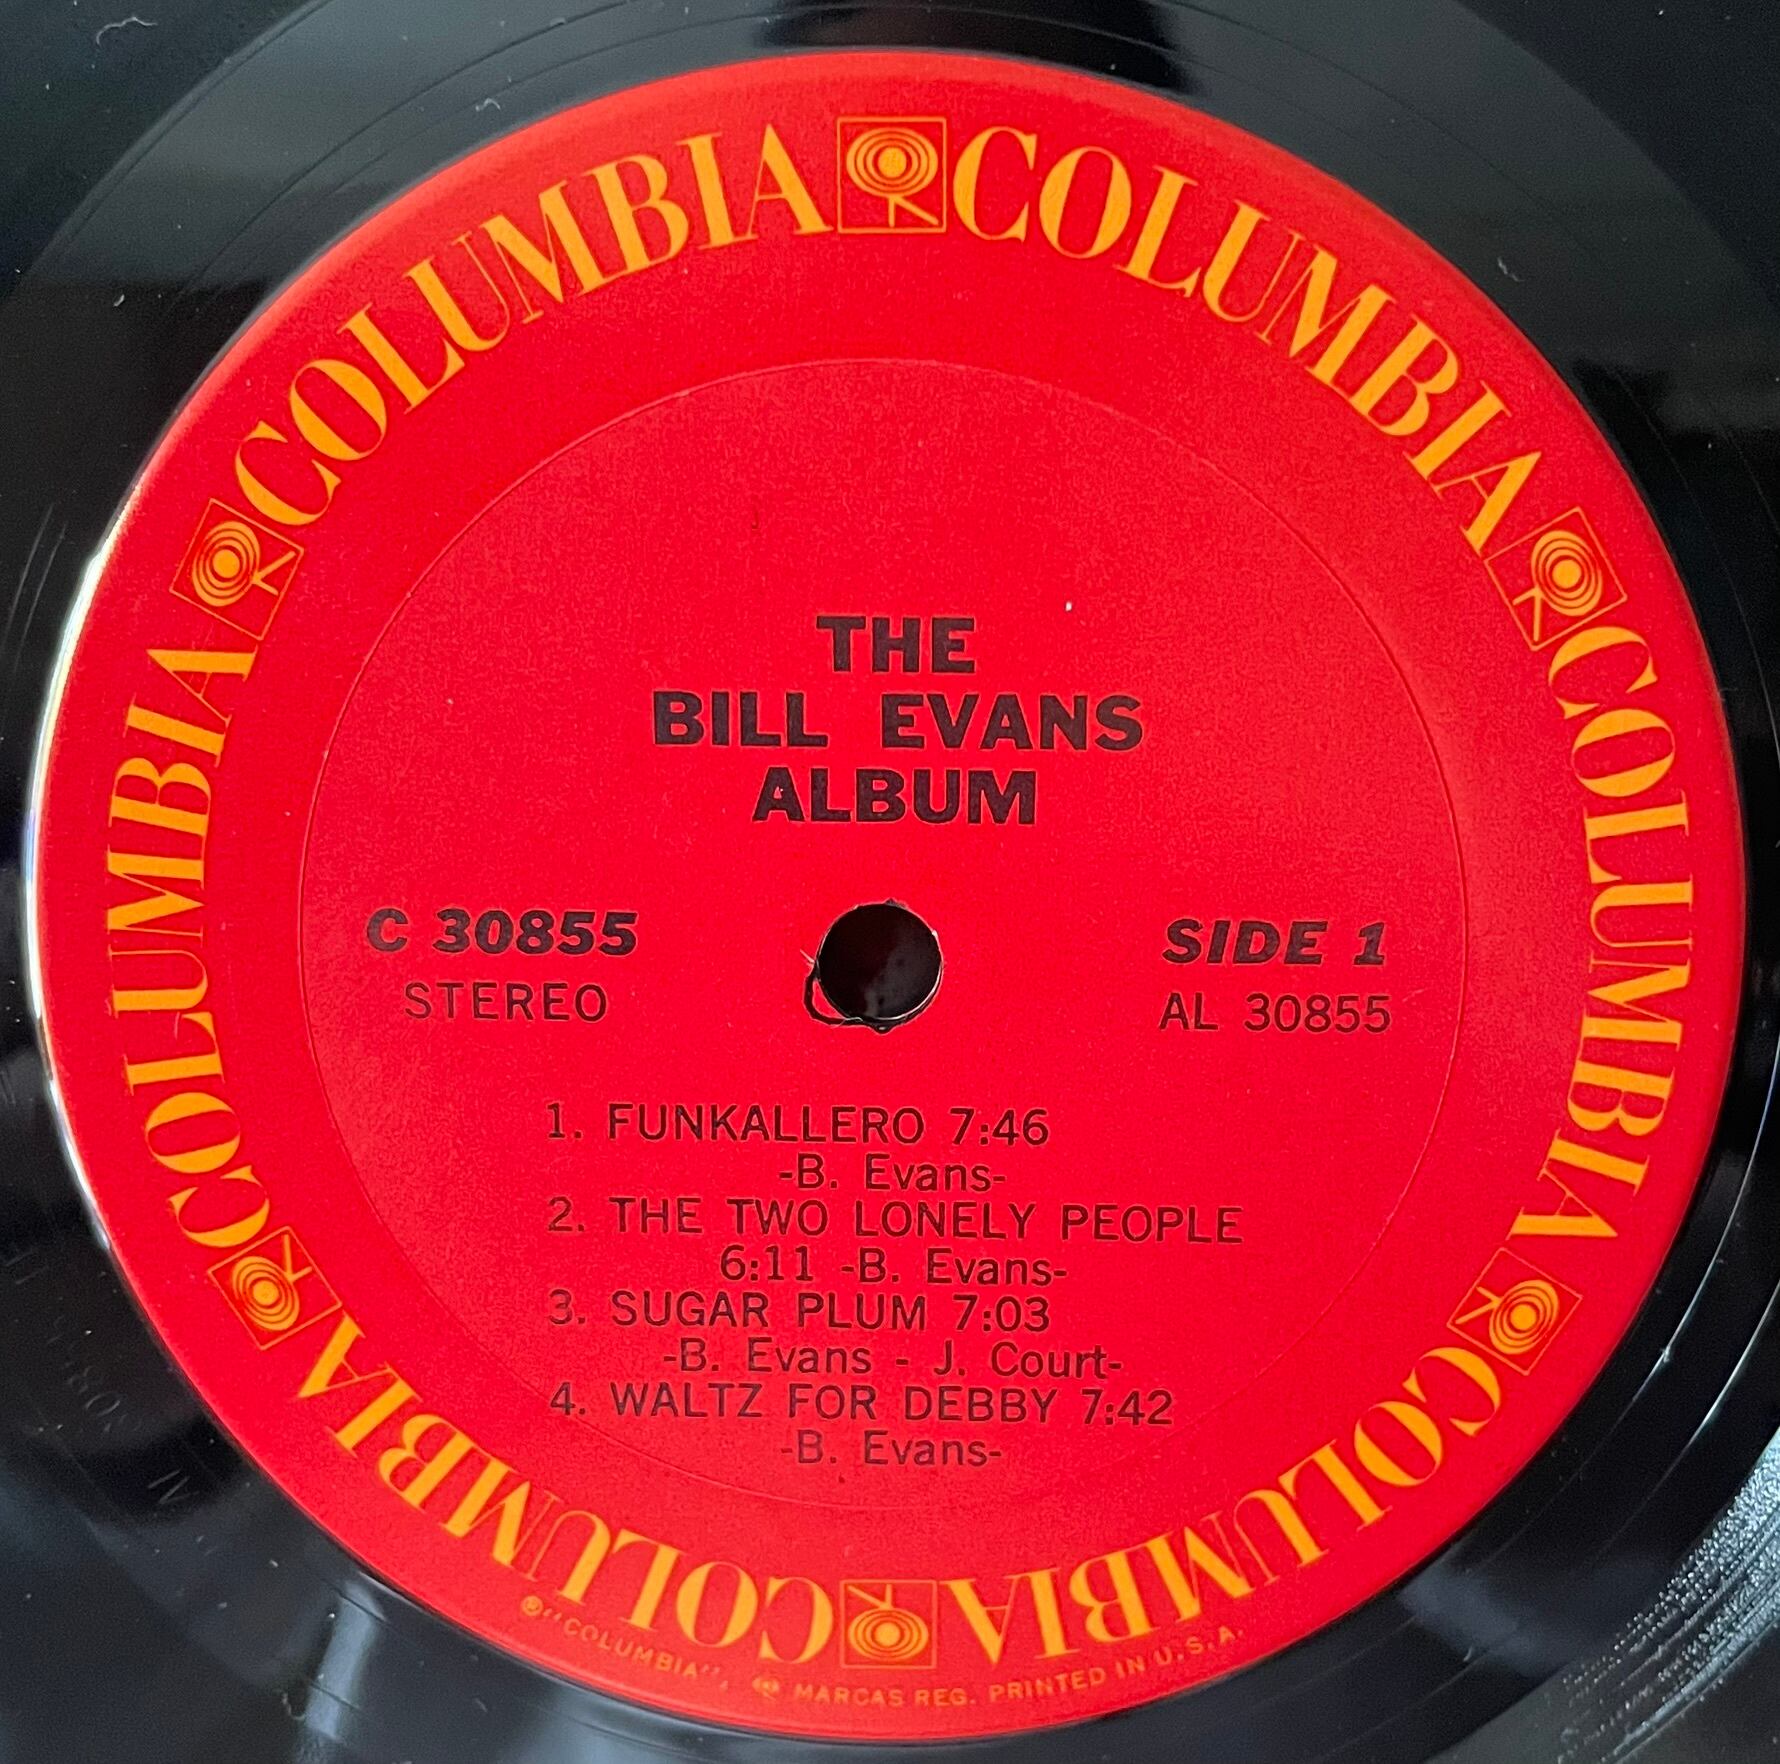 COLUMBIA COLUMBIA COLUMBIA COLUMBIA COLUMBIA COLUMBIA
THE
BILL EVANS
ALBUM
C 30855
STEREO
SIDE 1
AL 30855
1. FUNKALLERO 7:46
-B. Evans-
2. THE TWO LONELY PEOPLE
6:11 -B. Evans-
3. SUGAR PLUM 7:03
-B. Evans - J. Court-
4. WALTZ FOR DEBBY 7:42
-B. Evans-
®"COLUMBIA", MARCAS REG. PRINTED IN U.S.A.